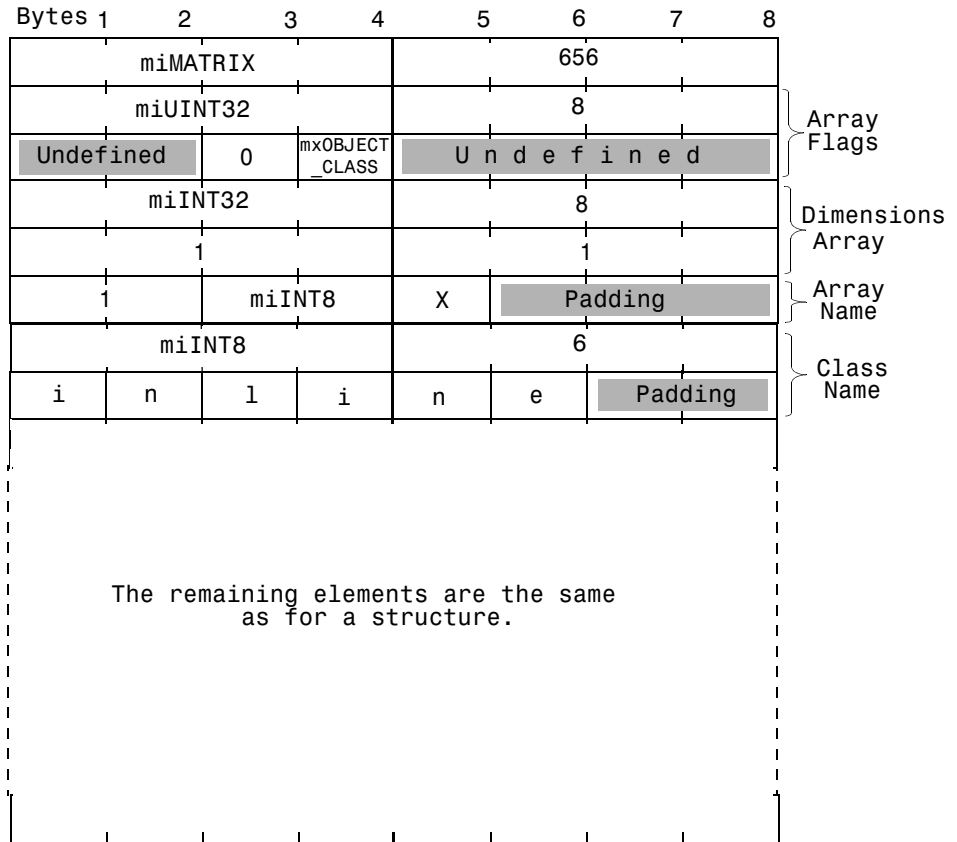 Bytes 1 2 3 4 5 6 7 8
miMATRIX 656
miUINT32 8
Array
Flags
Undefined 0 mxOBJECT
_CLASS
Undefined
miINT32 8
Dimensions
Array
1 1
1 miINT8 X Padding
Array
Name
miINT8 6
Class
Name
i n l i n e Padding
The remaining elements are the same
as for a structure.